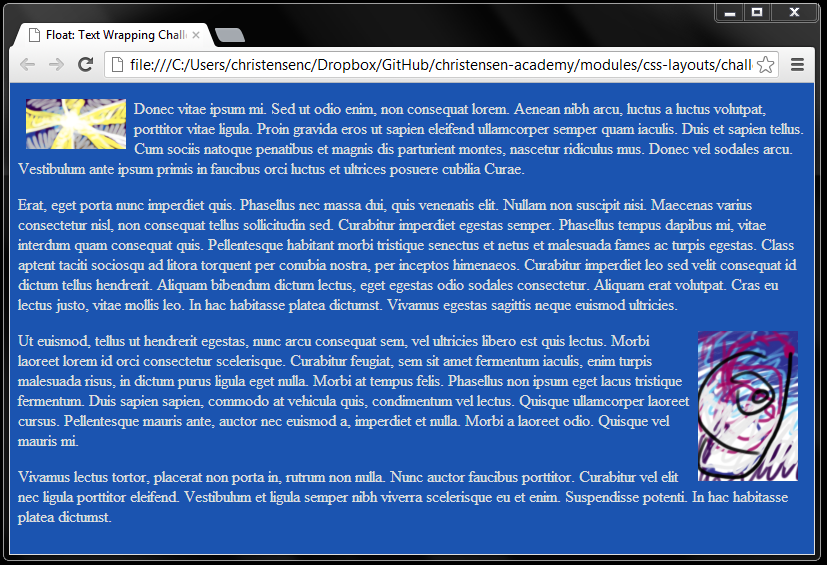 Float: Text Wrapping Chall
file:///C:/Users/christensenc/Dropbox/GitHub/christensen-academy/modules/css-layouts/chall
Donec vitae ipsum mi. Sed ut odio enim, non consequat lorem. Aenean nibh arcu, luctus a luctus volutpat,
porttitor vitae ligula. Proin gravida eros ut sapien eleifend ullamcorper semper quam iaculis. Duis et sapien tellus.
Cum sociis natoque penatibus et magnis dis parturient montes, nascetur ridiculus mus. Donec vel sodales arcu.
Vestibulum ante ipsum primis in faucibus orci luctus et ultrices posuere cubilia Curae.
Erat, eget porta nunc imperdiet quis. Phasellus nec massa dui, quis venenatis elit. Nullam non suscipit nisi. Maecenas varius
consectetur nisl, non consequat tellus sollicitudin sed. Curabitur imperdiet egestas semper. Phasellus tempus dapibus mi, vitae
interdum quam consequat quis. Pellentesque habitant morbi tristique senectus et netus et malesuada fames ac turpis egestas. Class
aptent taciti sociosqu ad litora torquent per conubia nostra, per inceptos himenaeos. Curabitur imperdiet leo sed velit consequat id
dictum tellus hendrerit. Aliquam bibendum dictum lectus, eget egestas odio sodales consectetur. Aliquam erat volutpat. Cras eu
lectus justo, vitae mollis leo. In hac habitasse platea dictumst. Vivamus egestas sagittis neque euismod ultricies.
Ut euismod, tellus ut hendrerit egestas, nunc arcu consequat sem, vel ultricies libero est quis lectus. Morbi
laoreet lorem id orci consectetur scelerisque. Curabitur feugiat, sem sit amet fermentum iaculis, enim turpis
malesuada risus, in dictum purus ligula eget nulla. Morbi at tempus felis. Phasellus non ipsum eget lacus tristique
fermentum. Duis sapien sapien, commodo at vehicula quis, condimentum vel lectus. Quisque ullamcorper laoreet
cursus. Pellentesque mauris ante, auctor nec euismod a, imperdiet et nulla. Morbi a laoreet odio. Quisque vel
mauris mi.
Vivamus lectus tortor, placerat non porta in, rutrum non nulla. Nunc auctor faucibus porttitor. Curabitur vel elit
nec ligula porttitor eleifend. Vestibulum et ligula semper nibh viverra scelerisque eu et enim. Suspendisse potenti. In hac habitasse
platea dictumst.